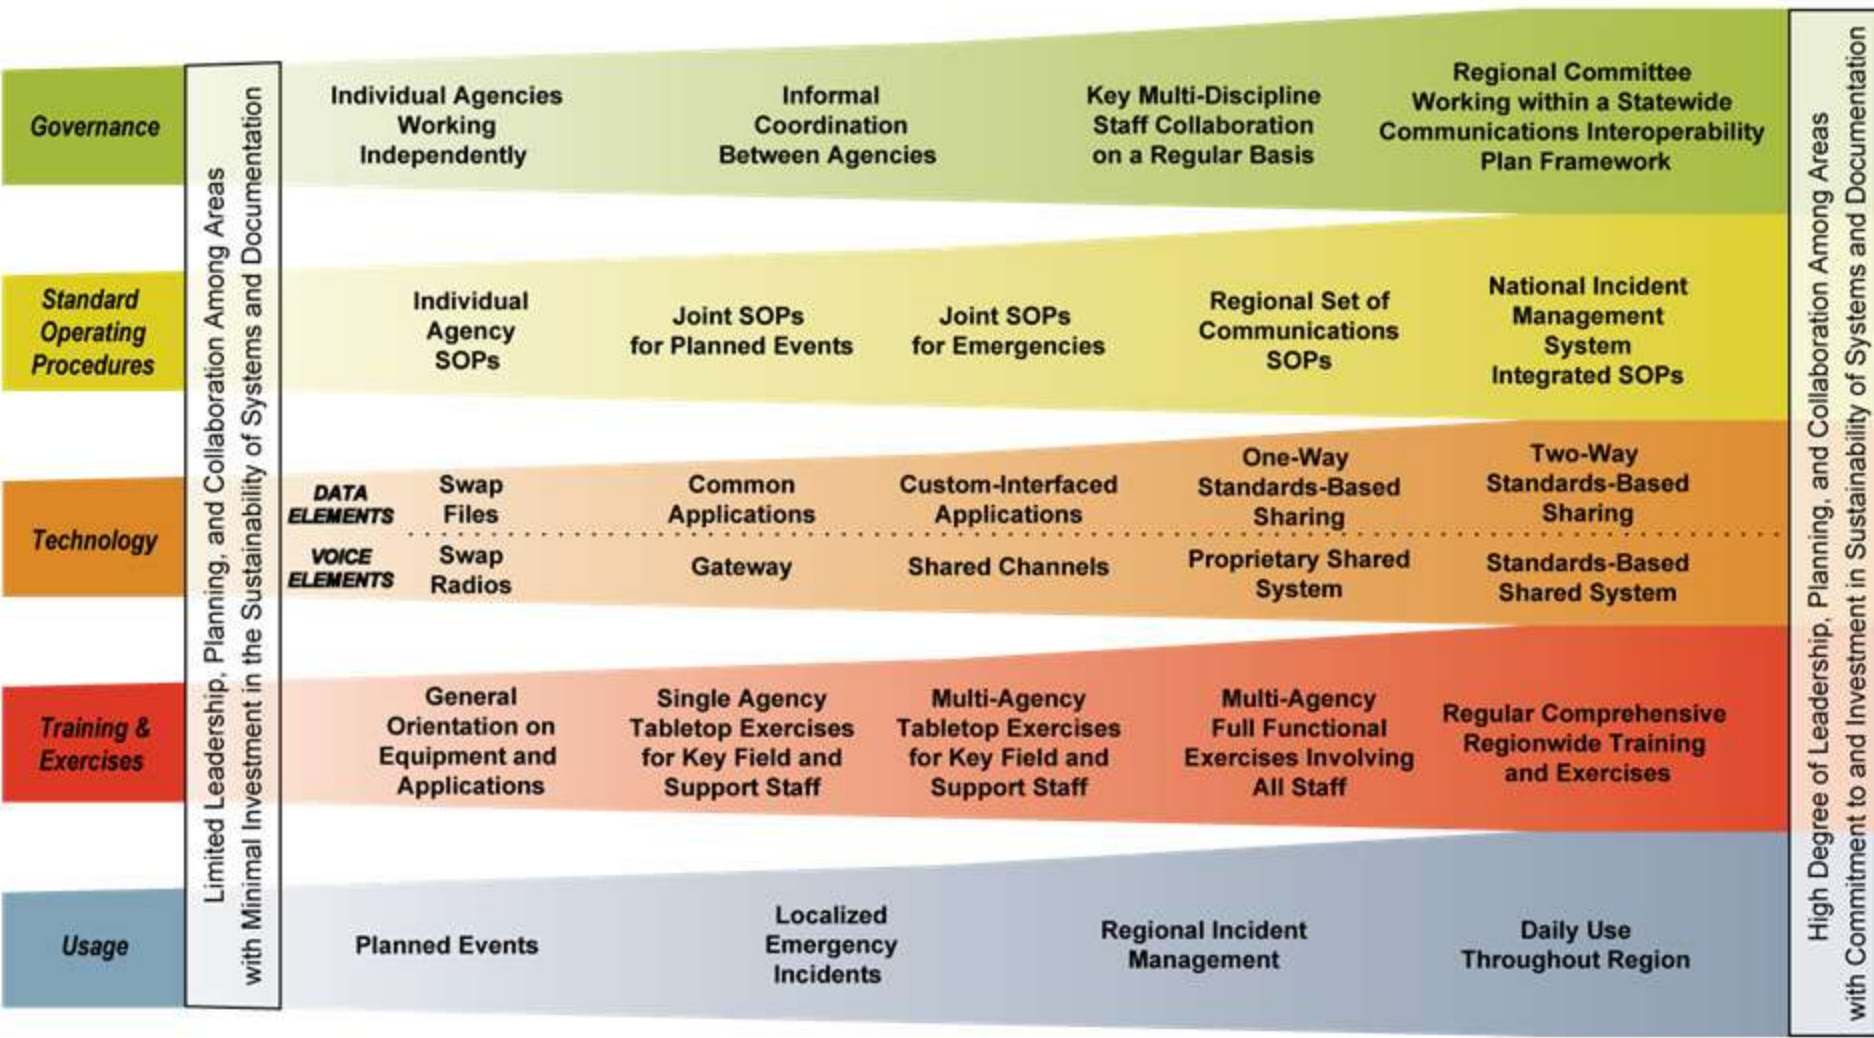 Governance
Individual Agencies
Working
Independently
Informal
Coordination
Between Agencies
Key Multi-Discipline
Staff Collaboration
on a Regular Basis
Regional Committee
Working within a Statewide
Communications Interoperability
Plan Framework
Standard
Operating
Procedures
Individual
Agency
SOPs
Joint SOPs
for Planned Events
Joint SOPs
for Emergencies
Regional Set of
Communications
SOPs
National Incident
Management
System
Integrated SOPs
Technology
DATA
ELEMENTS
Swap
Files
Common
Applications
Custom-Interfaced
Applications
One-Way
Standards-Based
Sharing
Two-Way
Standards-Based
Sharing
VOICE
ELEMENTS
Swap
Radios
Gateway
Shared Channels
Proprietary Shared
System
Standards-Based
Shared System
Training &
Exercises
General
Orientation on
Equipment and
Applications
Single Agency
Tabletop Exercises
for Key Field and
Support Staff
Multi-Agency
Tabletop Exercises
for Key Field and
Support Staff
Multi-Agency
Full Functional
Exercises Involving
All Staff
Regular Comprehensive
Regionwide Training
and Exercises
Usage
Planned Events
Localized
Emergency
Incidents
Regional Incident
Management
Daily Use
Throughout Region
Limited Leadership, Planning, and Collaboration Among Areas
with Minimal Investment in the Sustainability of Systems and Documentation
High Degree of Leadership, Planning, and Collaboration Among Areas
with Commitment to and Investment in Sustainability of Systems and Documentation